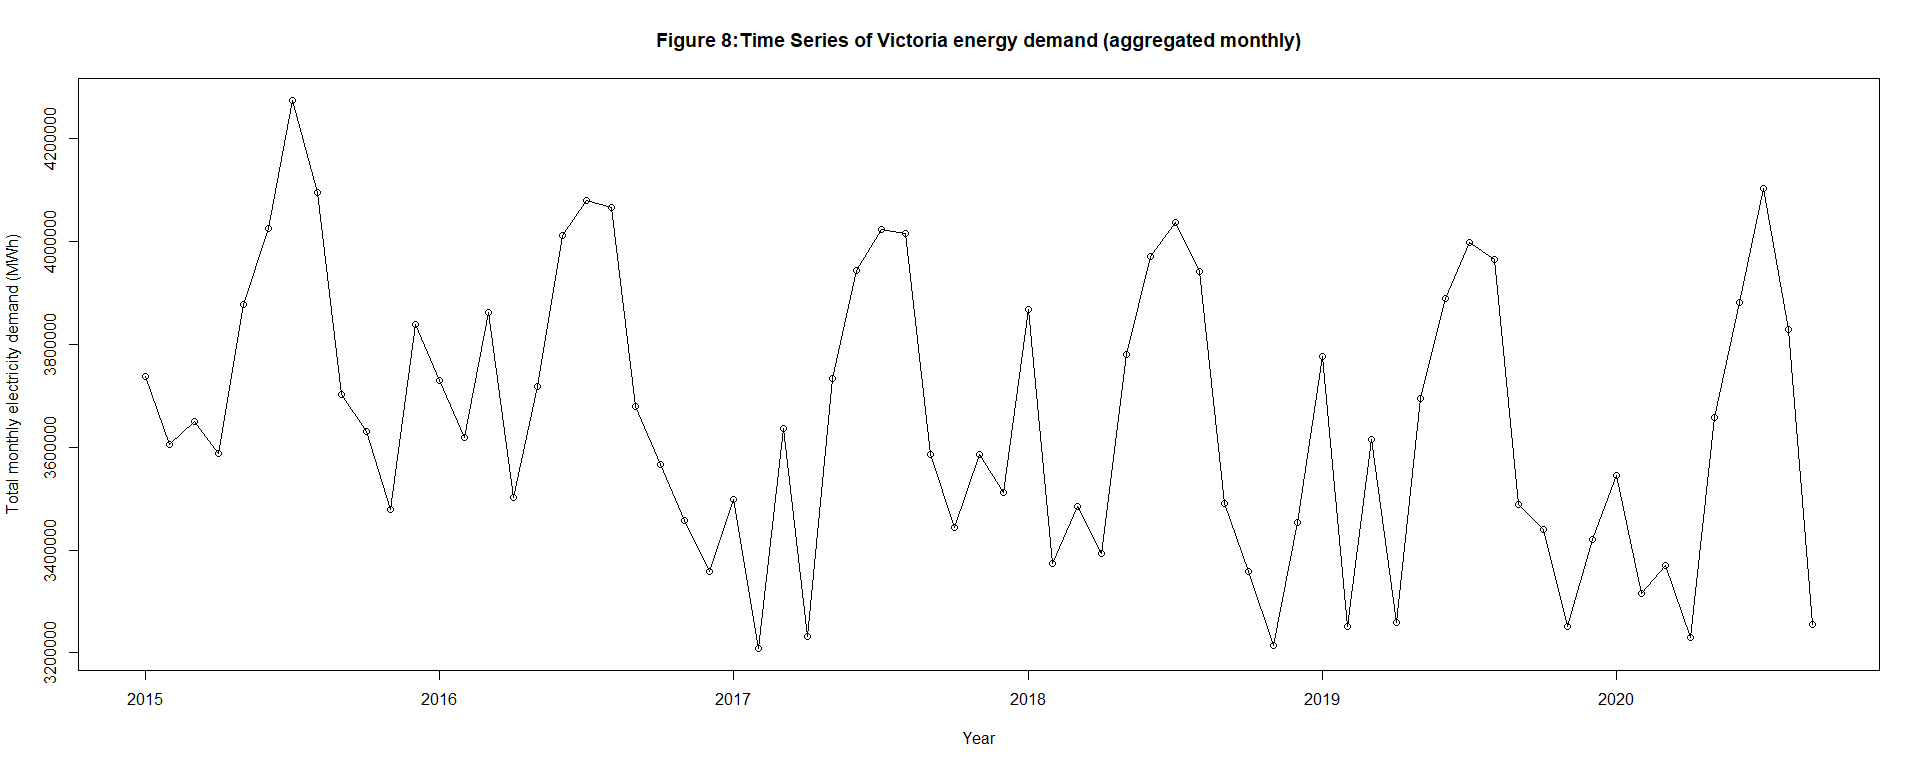 Figure 8:Time Series of Victoria energy demand (aggregated monthly)
Total monthly electricity demand (MWh)
4200000
4000000
3800000
3600000
3400000
3200000
2015 2016 2017 2018 2019 2020
Year